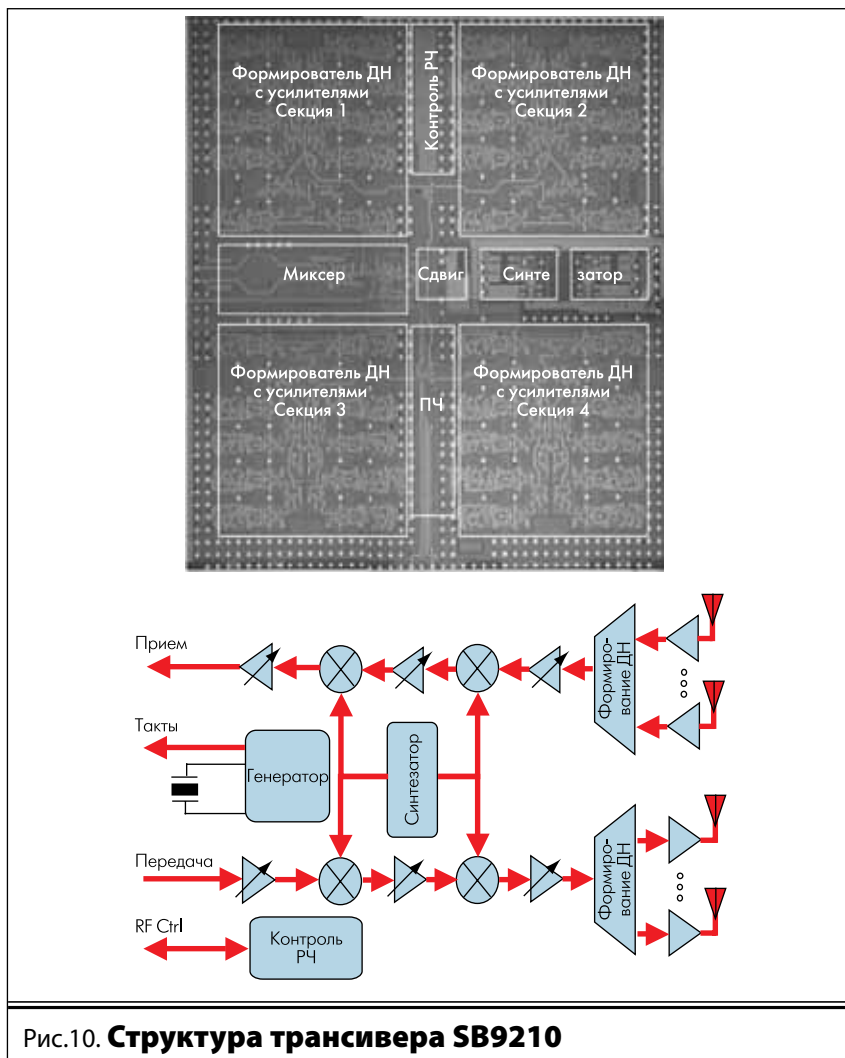 Формирователь ДН
с усилителями
Секция 1
Контроль РЧ
Формирователь ДН
с усилителями
Секция 2
Миксер
Сдвиг
Синте
затор
Формирователь ДН
с усилителями
Секция 3
ПЧ
Формирователь ДН
с усилителями
Секция 4
Прием
Формиро-
вание ДН
Такты
Генератор
Синтезатор
Передача
Формиро-
вание ДН
RF Ctrl
Контроль
РЧ
Рис.10. Структура трансивера SB9210